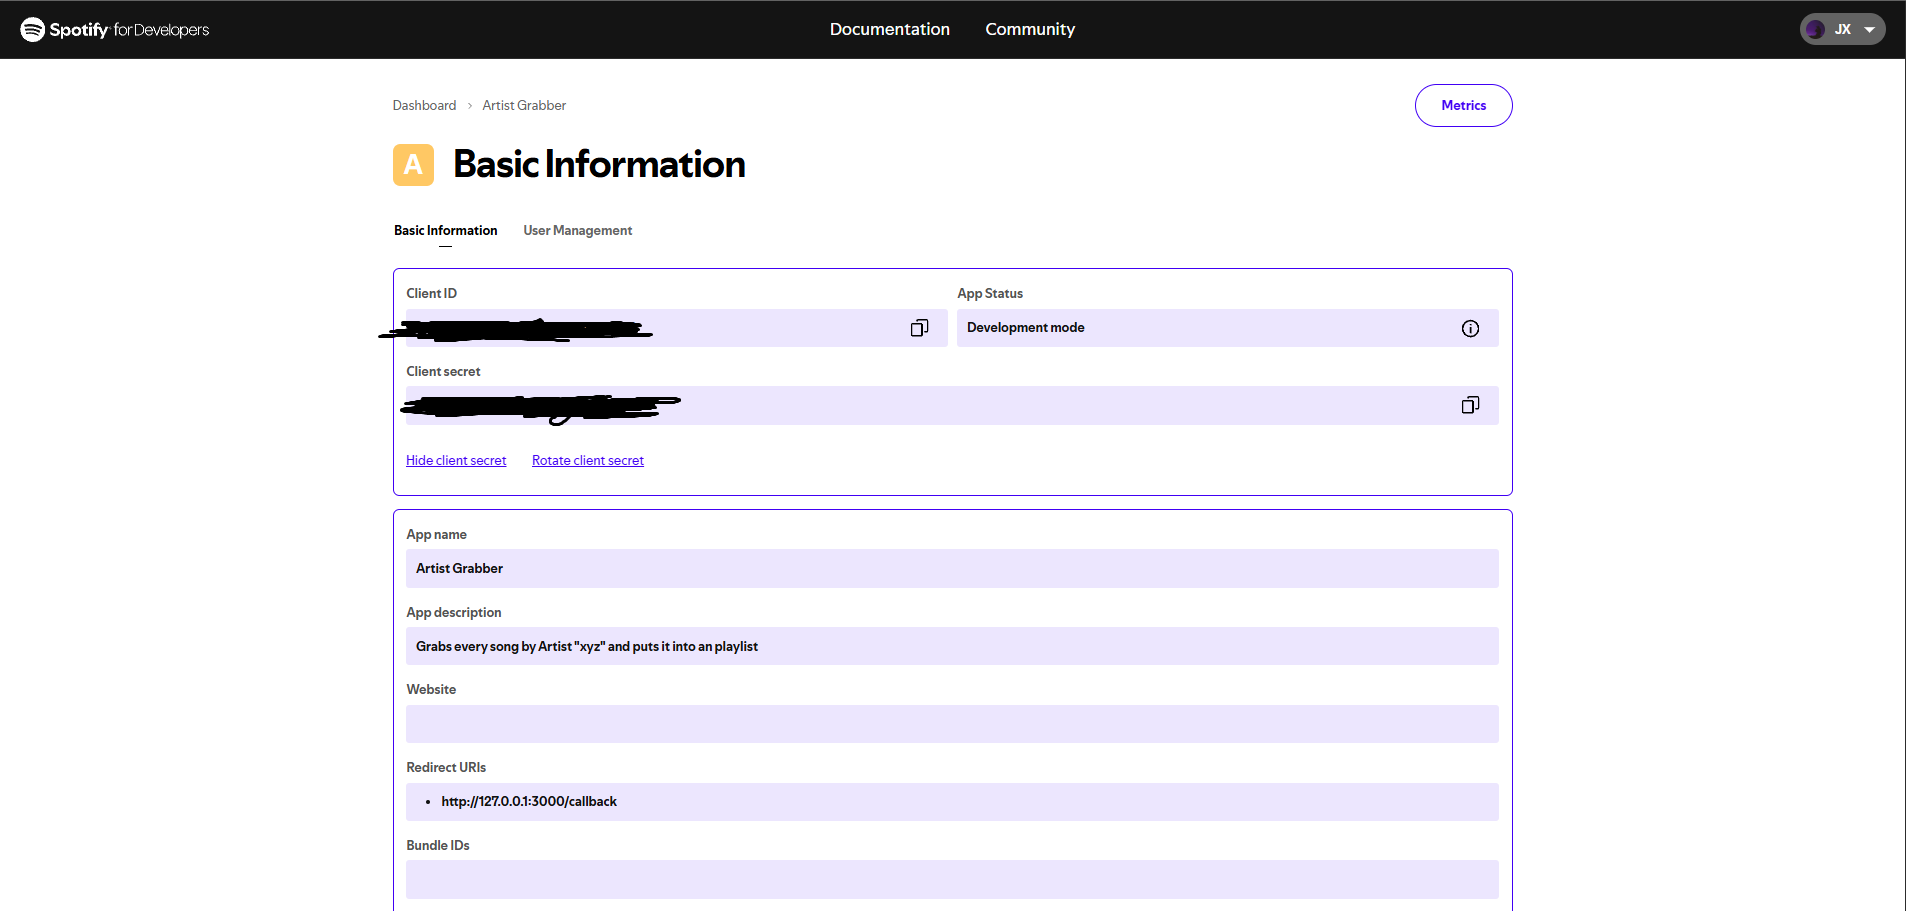 Spotify for Developers
Documentation
Community
JX
Dashboard > Artist Grabber
Metrics
A
Basic Information
Basic Information
User Management
Client ID
App Status
Development mode
Client secret
Hide client secret
Rotate client secret
App name
Artist Grabber
App description
Grabs every song by Artist "xyz" and puts it into an playlist
Website
Redirect URIs
• http://127.0.0.1:3000/callback
Bundle IDs